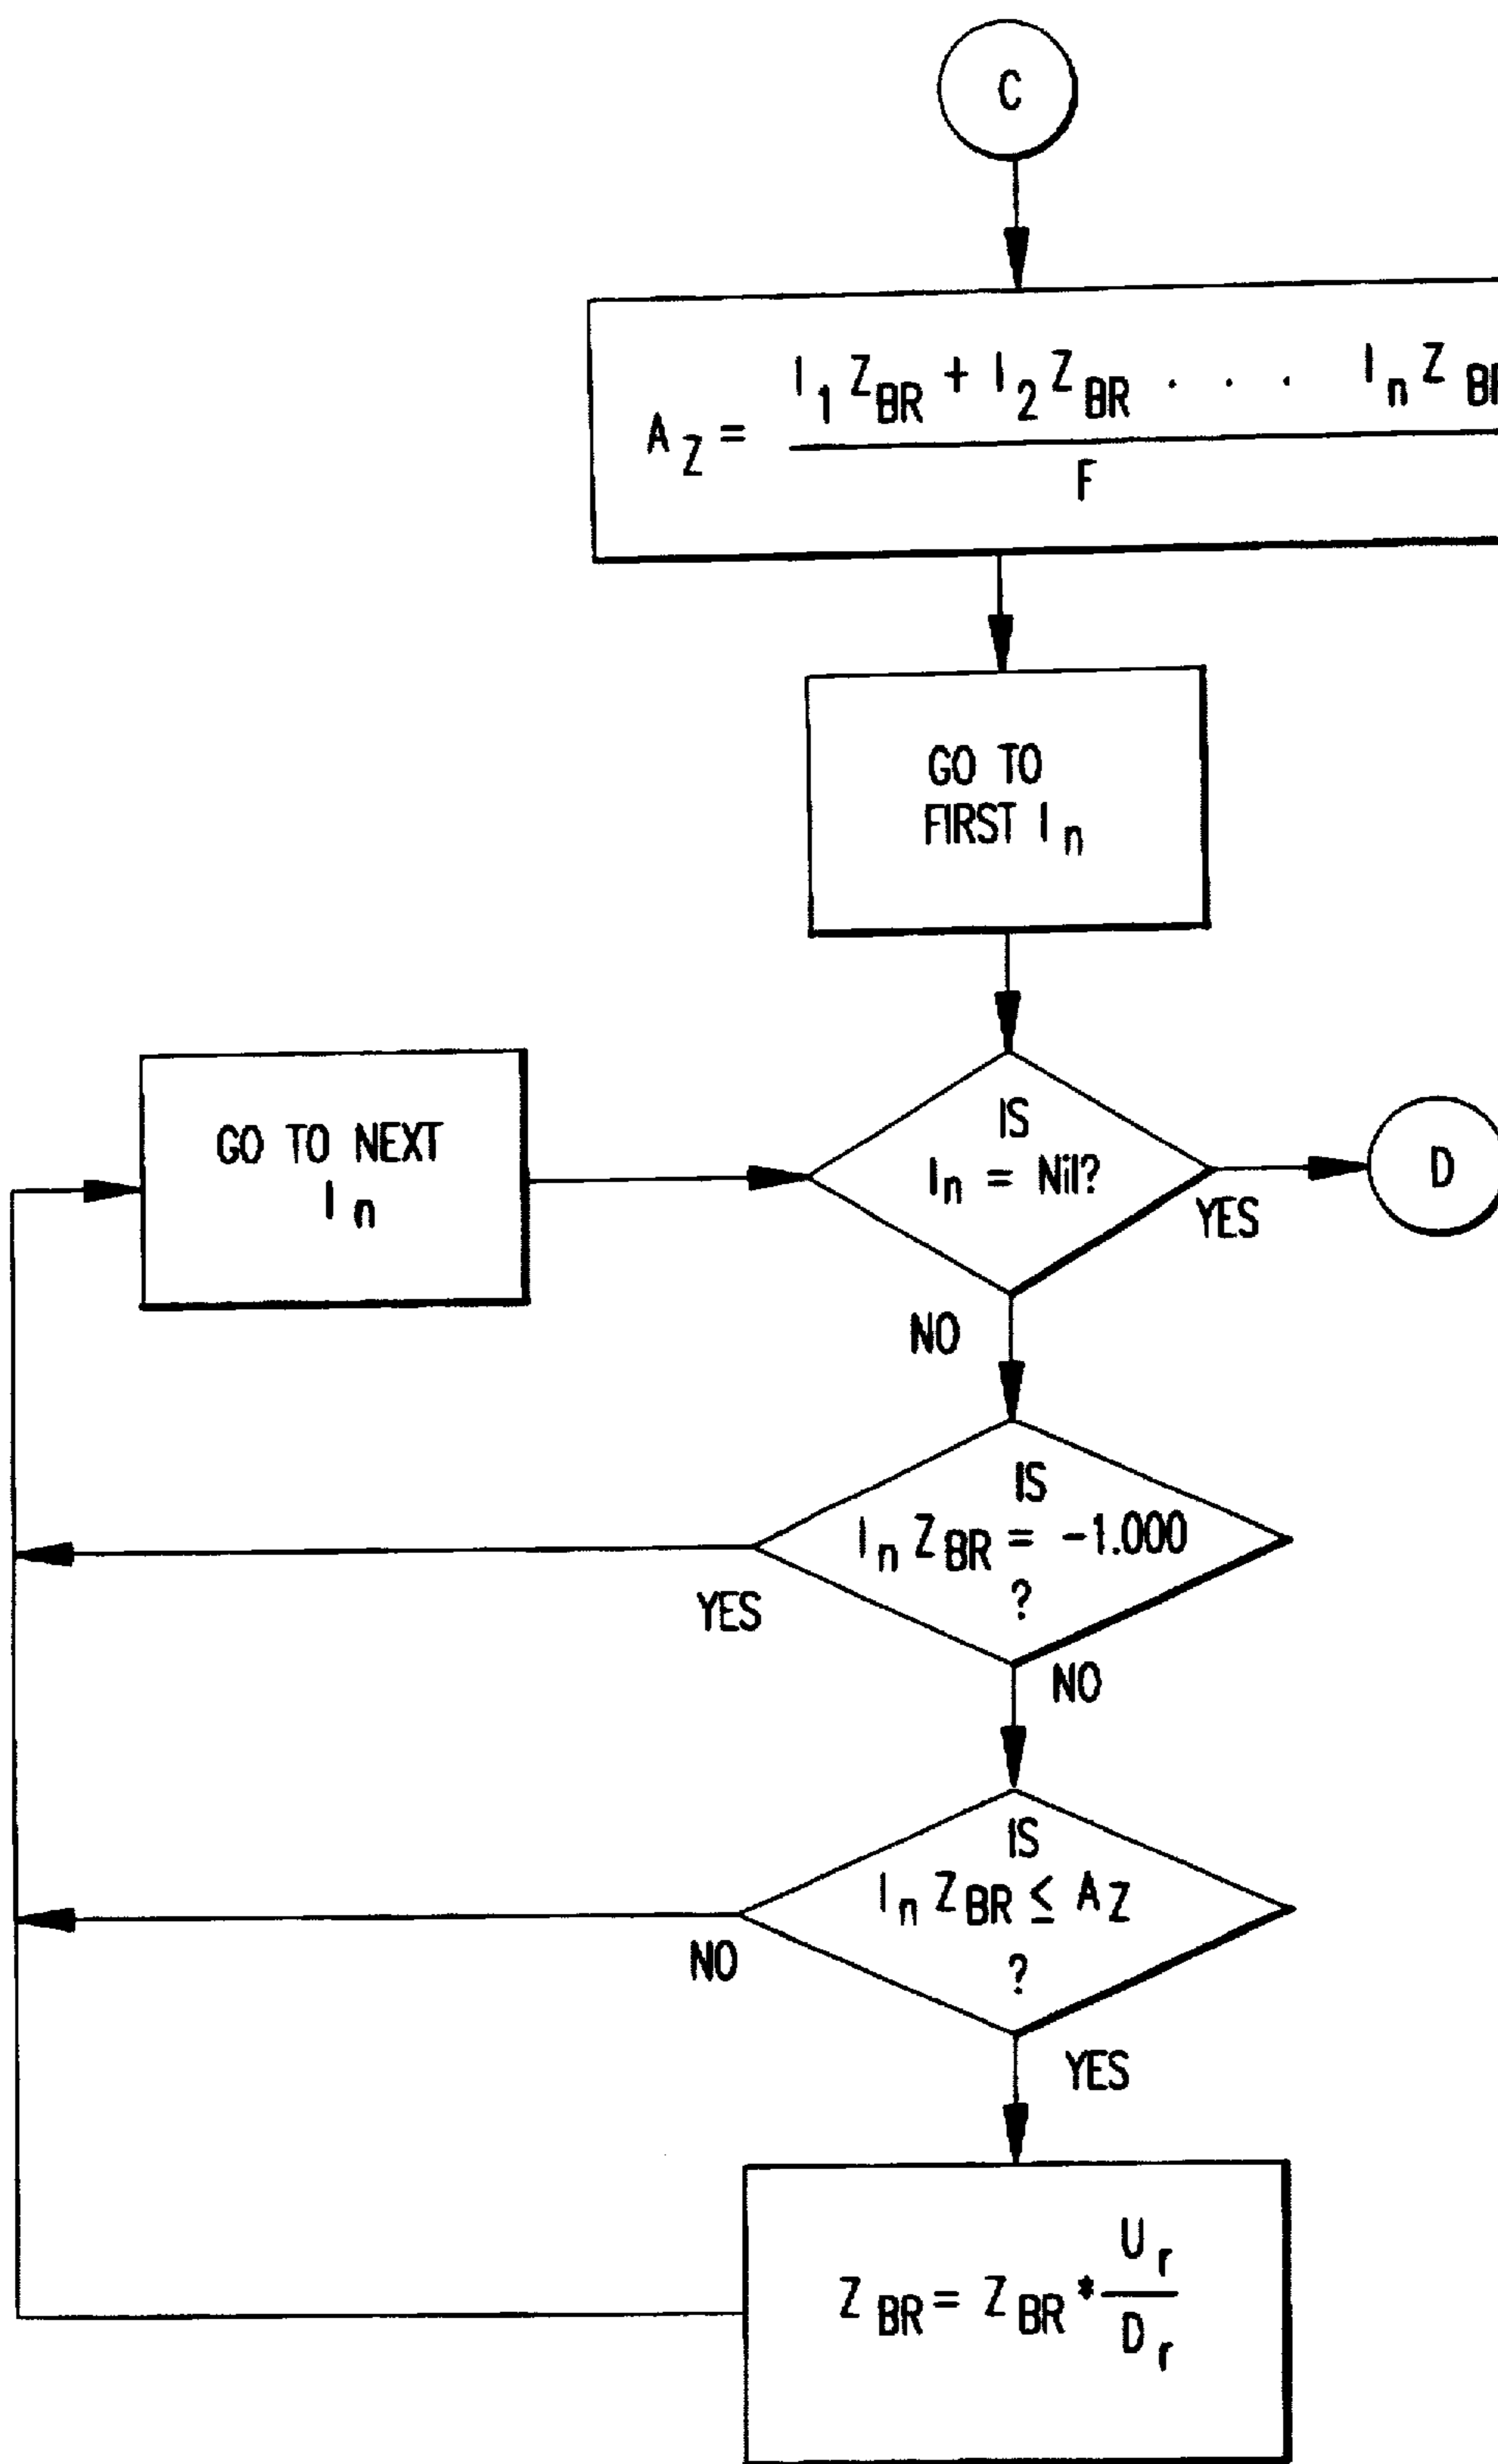 C
A_Z = (I_1 Z_BR + I_2 Z_BR . . . I_n Z_BR) / F
GO TO
FIRST I_n
GO TO NEXT
I_n
IS
I_n = Nil?
YES
D
NO
IS
I_n Z_BR = -1.000
?
YES
NO
IS
I_n Z_BR ≤ A_Z
?
NO
YES
Z_BR = Z_BR * U_r / D_r